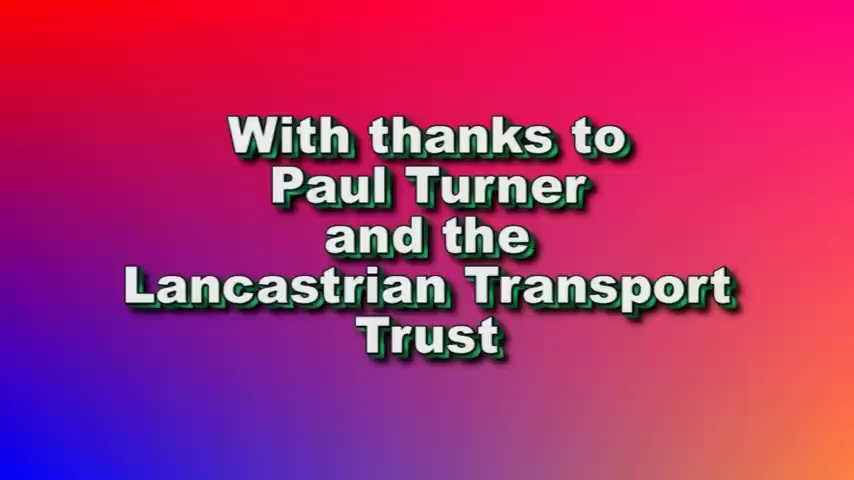 With thanks to
Paul Turner
and the
Lancastrian Transport
Trust